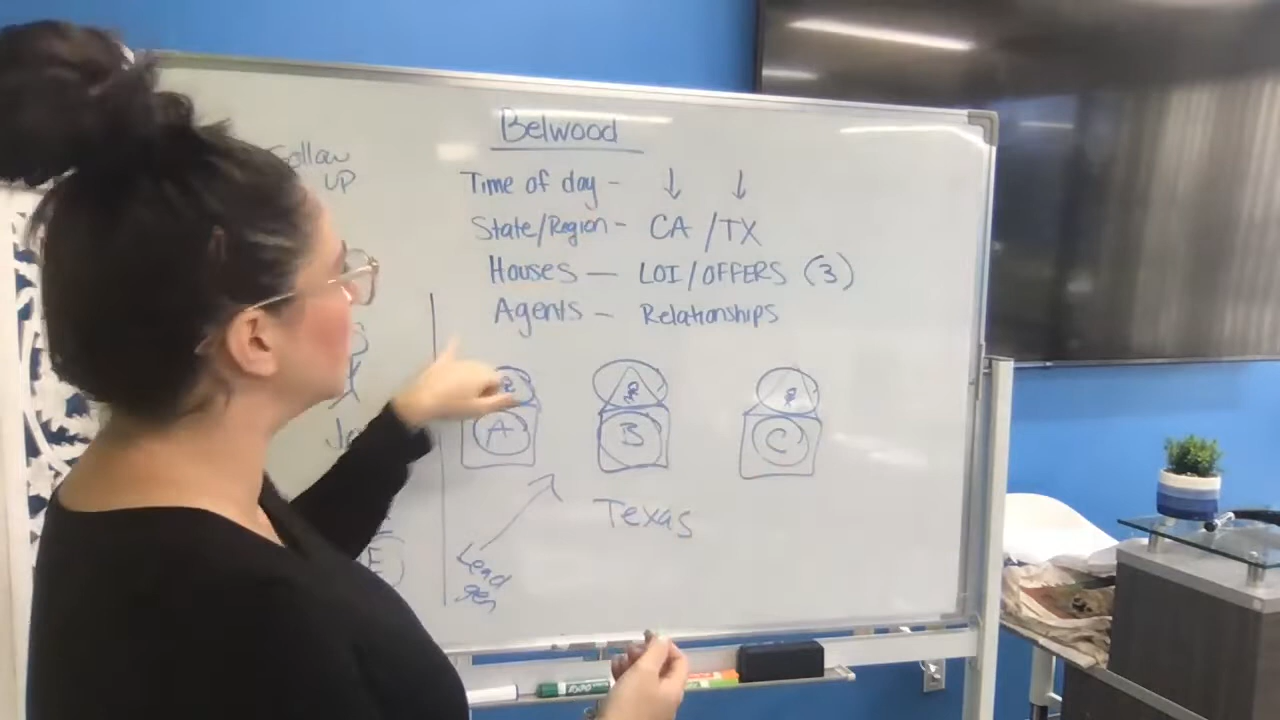 Belwood
Follow
UP
Time of day - ↓ ↓
State/Region - CA / TX
Houses — LOI/OFFERS (3)
Agents — Relationships
A B C
Texas
Lead
gen
E